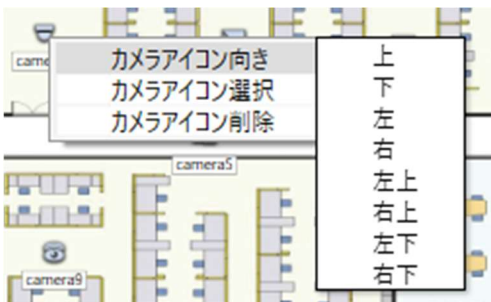 came
カメラアイコン向き
カメラアイコン選択
カメラアイコン削除
上
下
左
右
左上
右上
左下
右下
camera5
camera9